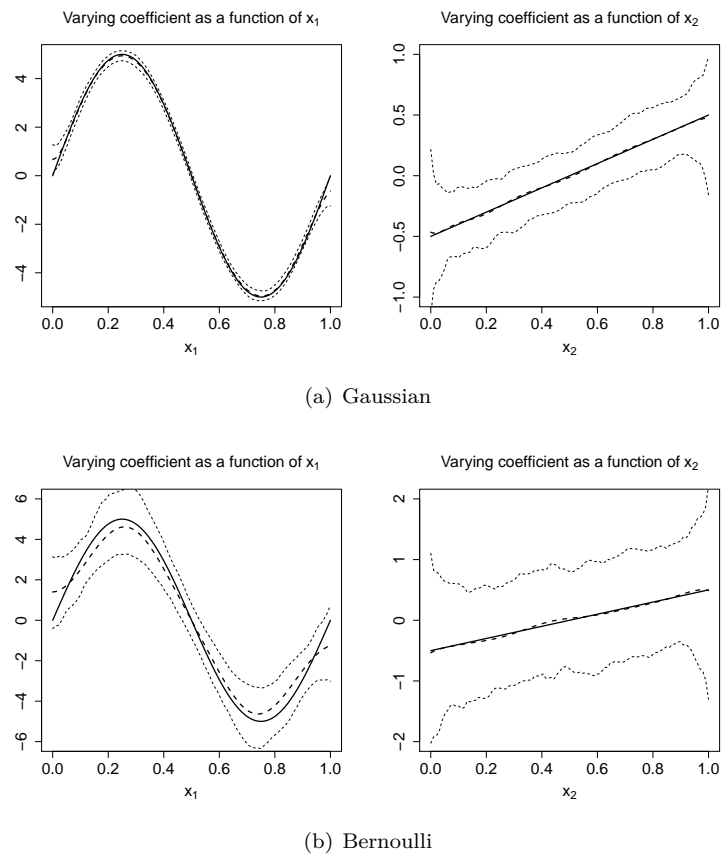 Varying coefficient as a function of x₁
Varying coefficient as a function of x₂
4
2
0
−2
−4
0.0 0.2 0.4 0.6 0.8 1.0
x₁
1.0
0.5
0.0
−0.5
−1.0
0.0 0.2 0.4 0.6 0.8 1.0
x₂
(a) Gaussian
Varying coefficient as a function of x₁
Varying coefficient as a function of x₂
6
4
2
0
−2
−4
−6
0.0 0.2 0.4 0.6 0.8 1.0
x₁
2
1
0
−1
−2
0.0 0.2 0.4 0.6 0.8 1.0
x₂
(b) Bernoulli